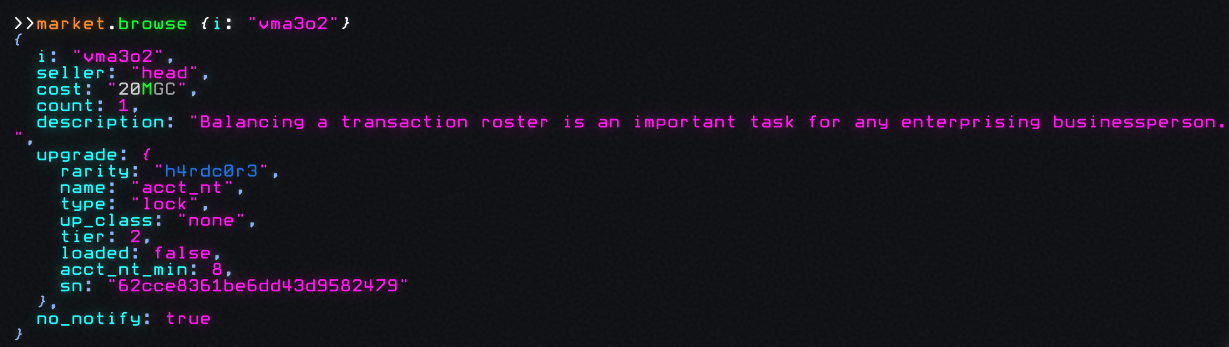 >>market.browse {i: "vma3o2"}
{
  i: "vma3o2",
  seller: "head",
  cost: "20MGC",
  count: 1,
  description: "Balancing a transaction roster is an important task for any enterprising businessperson.
",
  upgrade: {
    rarity: "h4rdc0r3",
    name: "acct_nt",
    type: "lock",
    up_class: "none",
    tier: 2,
    loaded: false,
    acct_nt_min: 8,
    sn: "62cce8361be6dd43d9582479"
  },
  no_notify: true
}